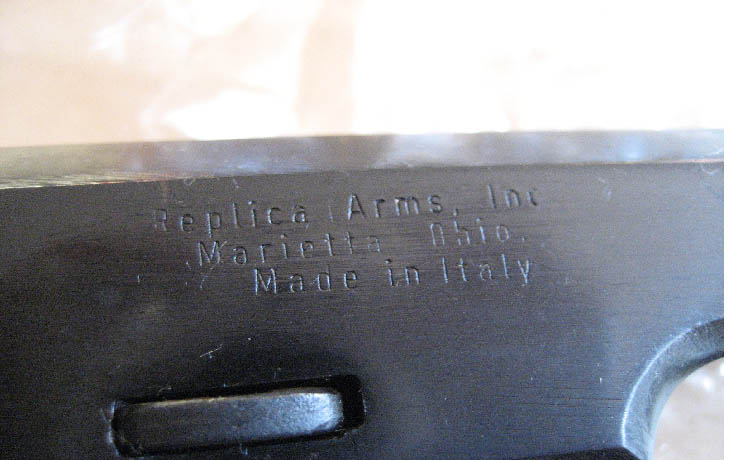 Replica Arms, Inc
Marietta Ohio.
Made in Italy